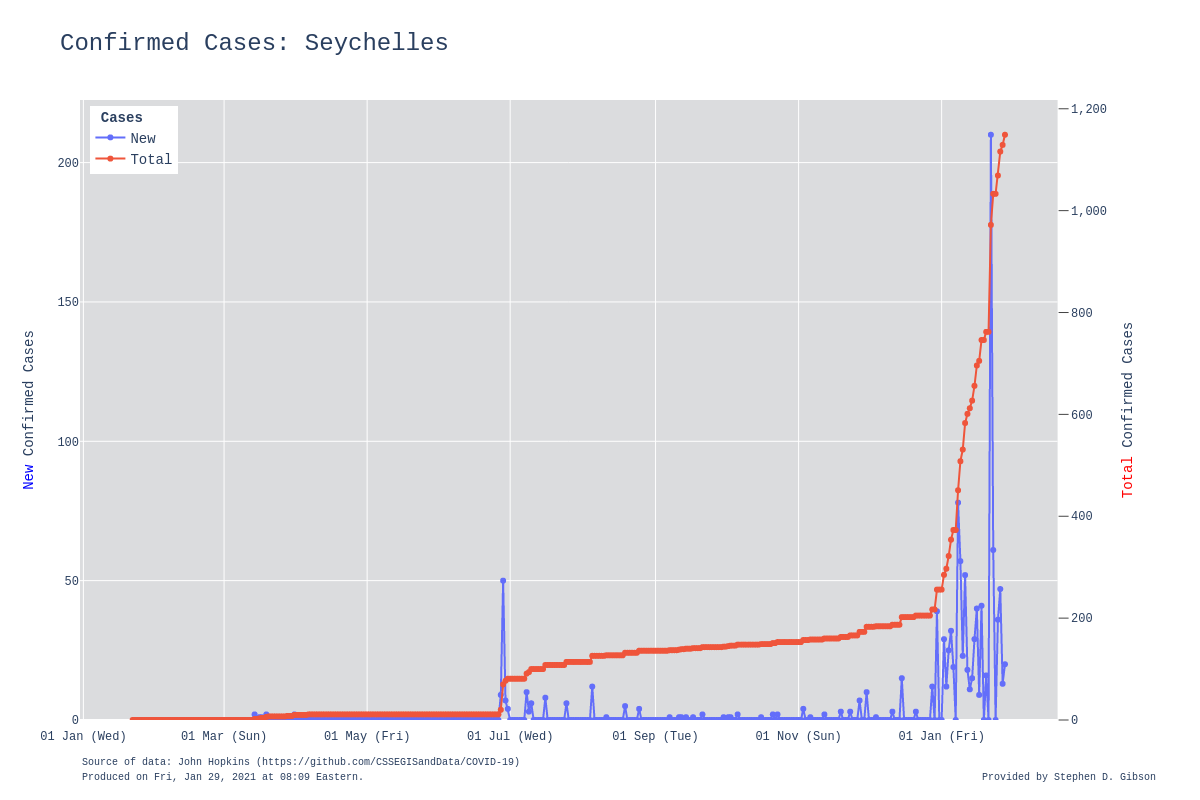 Confirmed Cases: Seychelles
Cases
New
Total
200
150
100
50
0
1,200
1,000
800
600
400
200
0
New Confirmed Cases
Total Confirmed Cases
01 Jan (Wed) 01 Mar (Sun) 01 May (Fri) 01 Jul (Wed) 01 Sep (Tue) 01 Nov (Sun) 01 Jan (Fri)
Source of data: John Hopkins (https://github.com/CSSEGISandData/COVID-19)
Produced on Fri, Jan 29, 2021 at 08:09 Eastern.
Provided by Stephen D. Gibson